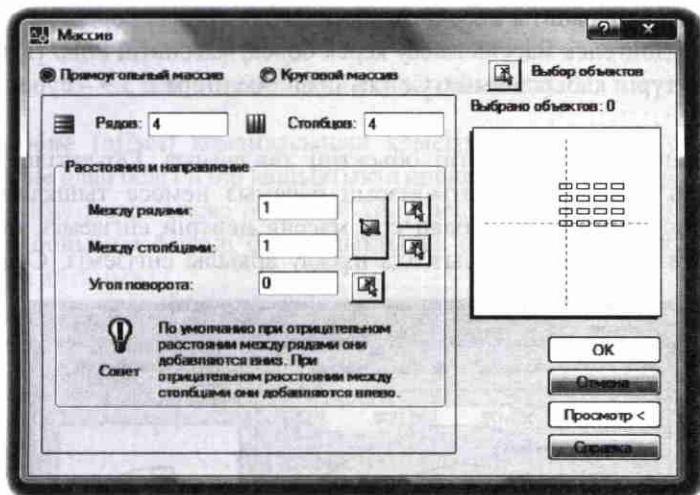 Массив
Прямоугольный массив
Круговой массив
Выбор объектов
Выбрано объектов: 0
Рядов: 4
Столбцов: 4
Расстояния и направление
Между рядами: 1
Между столбцами: 1
Угол поворота: 0
Совет
По умолчанию при отрицательном
расстоянии между рядами они
добавляются вниз. При
отрицательном расстоянии между
столбцами они добавляются влево.
OK
Отмена
Просмотр <
Справка